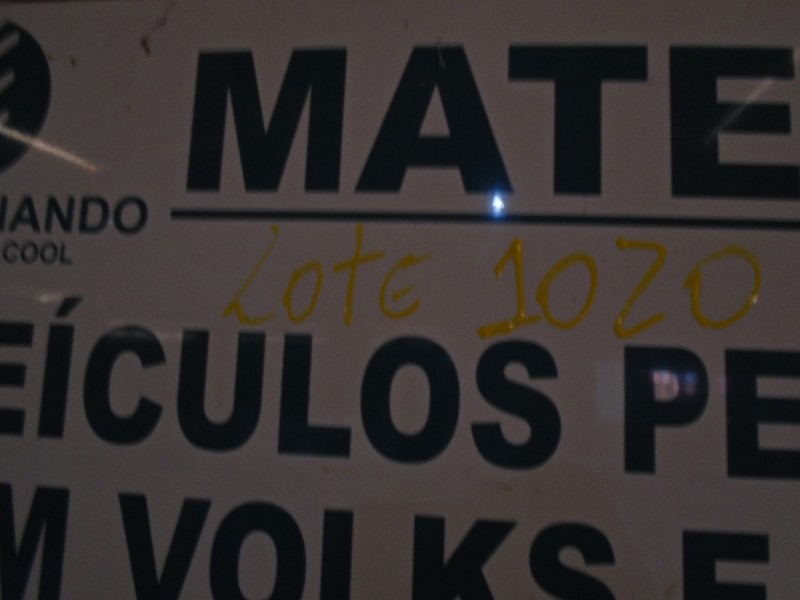 MATE
NANDO
COOL
Lote 1020
EÍCULOS PE
M VOLKS E